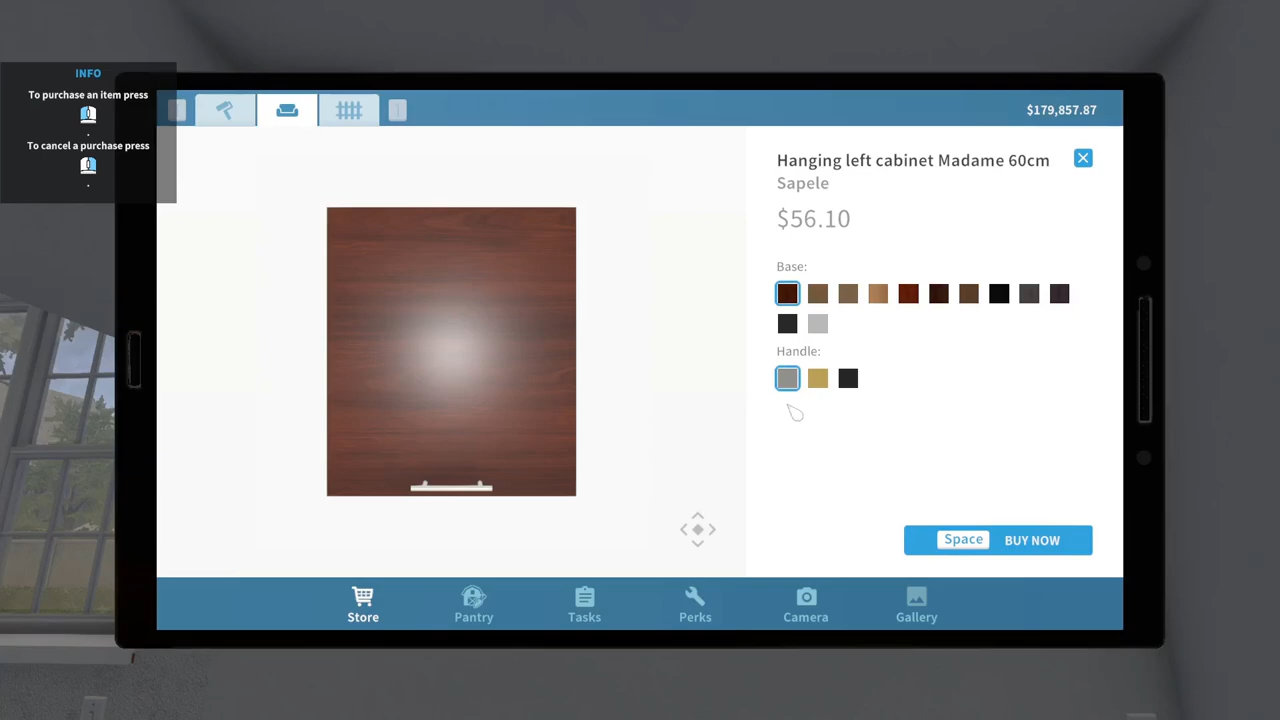 INFO
To purchase an item press
.
To cancel a purchase press
.
$179,857.87
Hanging left cabinet Madame 60cm
Sapele
$56.10
Base:
Handle:
Space BUY NOW
Store Pantry Tasks Perks Camera Gallery